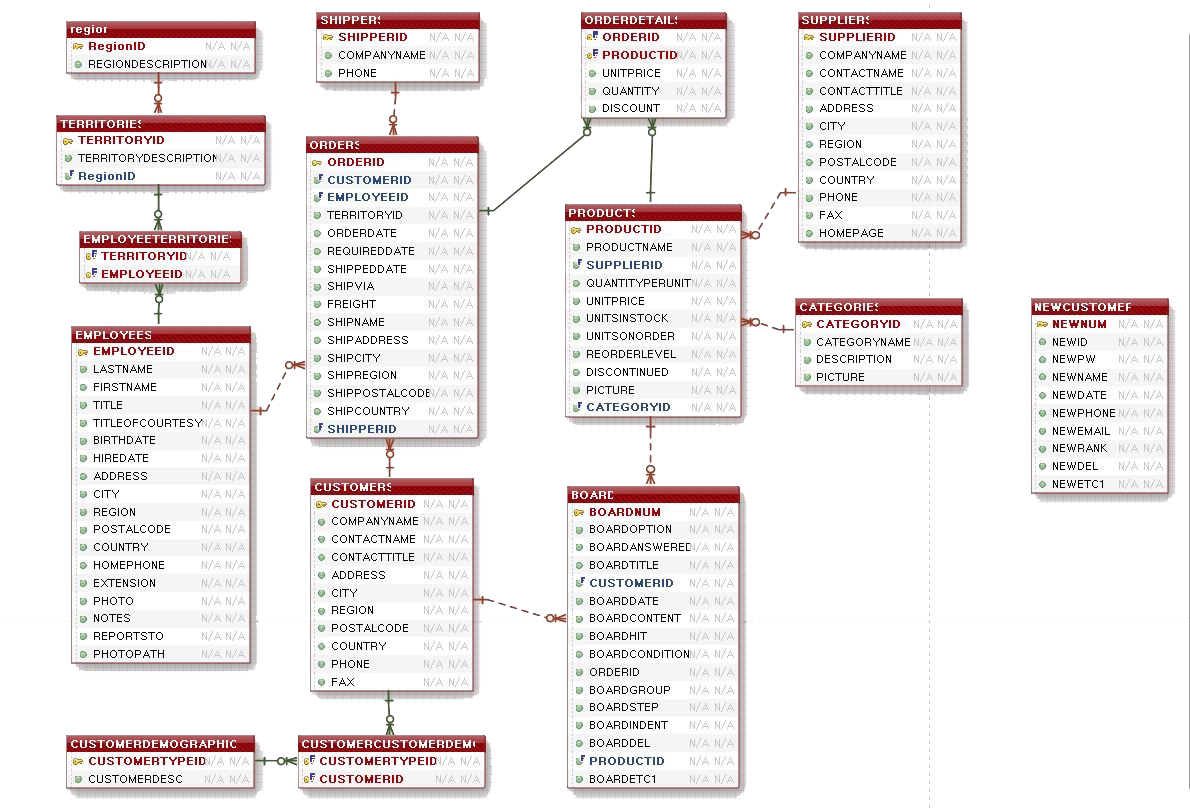 region
RegionID N/A N/A
REGIONDESCRIPTION N/A N/A
TERRITORIES
TERRITORYID N/A N/A
TERRITORYDESCRIPTION N/A N/A
RegionID N/A N/A
EMPLOYEETERRITORIES
TERRITORYID N/A N/A
EMPLOYEEID N/A N/A
EMPLOYEES
EMPLOYEEID N/A N/A
LASTNAME N/A N/A
FIRSTNAME N/A N/A
TITLE N/A N/A
TITLEOFCOURTESY N/A N/A
BIRTHDATE N/A N/A
HIREDATE N/A N/A
ADDRESS N/A N/A
CITY N/A N/A
REGION N/A N/A
POSTALCODE N/A N/A
COUNTRY N/A N/A
HOMEPHONE N/A N/A
EXTENSION N/A N/A
PHOTO N/A N/A
NOTES N/A N/A
REPORTSTO N/A N/A
PHOTOPATH N/A N/A
CUSTOMERDEMOGRAPHIC
CUSTOMERTYPEID N/A N/A
CUSTOMERDESC N/A N/A
SHIPPERS
SHIPPERID N/A N/A
COMPANYNAME N/A N/A
PHONE N/A N/A
ORDERS
ORDERID N/A N/A
CUSTOMERID N/A N/A
EMPLOYEEID N/A N/A
TERRITORYID N/A N/A
ORDERDATE N/A N/A
REQUIREDDATE N/A N/A
SHIPPEDDATE N/A N/A
SHIPVIA N/A N/A
FREIGHT N/A N/A
SHIPNAME N/A N/A
SHIPADDRESS N/A N/A
SHIPCITY N/A N/A
SHIPREGION N/A N/A
SHIPPOSTALCODE N/A N/A
SHIPCOUNTRY N/A N/A
SHIPPERID N/A N/A
CUSTOMERS
CUSTOMERID N/A N/A
COMPANYNAME N/A N/A
CONTACTNAME N/A N/A
CONTACTTITLE N/A N/A
ADDRESS N/A N/A
CITY N/A N/A
REGION N/A N/A
POSTALCODE N/A N/A
COUNTRY N/A N/A
PHONE N/A N/A
FAX N/A N/A
CUSTOMERCUSTOMERDEMO
CUSTOMERTYPEID N/A N/A
CUSTOMERID N/A N/A
ORDERDETAILS
ORDERID N/A N/A
PRODUCTID N/A N/A
UNITPRICE N/A N/A
QUANTITY N/A N/A
DISCOUNT N/A N/A
PRODUCTS
PRODUCTID N/A N/A
PRODUCTNAME N/A N/A
SUPPLIERID N/A N/A
QUANTITYPERUNIT N/A N/A
UNITPRICE N/A N/A
UNITSINSTOCK N/A N/A
UNITSONORDER N/A N/A
REORDERLEVEL N/A N/A
DISCONTINUED N/A N/A
PICTURE N/A N/A
CATEGORYID N/A N/A
BOARD
BOARDNUM N/A N/A
BOARDOPTION N/A N/A
BOARDANSWERED N/A N/A
BOARDTITLE N/A N/A
CUSTOMERID N/A N/A
BOARDDATE N/A N/A
BOARDCONTENT N/A N/A
BOARDHIT N/A N/A
BOARDCONDITION N/A N/A
ORDERID N/A N/A
BOARDGROUP N/A N/A
BOARDSTEP N/A N/A
BOARDINDENT N/A N/A
BOARDDEL N/A N/A
PRODUCTID N/A N/A
BOARDETC1 N/A N/A
SUPPLIERS
SUPPLIERID N/A N/A
COMPANYNAME N/A N/A
CONTACTNAME N/A N/A
CONTACTTITLE N/A N/A
ADDRESS N/A N/A
CITY N/A N/A
REGION N/A N/A
POSTALCODE N/A N/A
COUNTRY N/A N/A
PHONE N/A N/A
FAX N/A N/A
HOMEPAGE N/A N/A
CATEGORIES
CATEGORYID N/A N/A
CATEGORYNAME N/A N/A
DESCRIPTION N/A N/A
PICTURE N/A N/A
NEWCUSTOMER
NEWNUM N/A N/A
NEWID N/A N/A
NEWPW N/A N/A
NEWNAME N/A N/A
NEWDATE N/A N/A
NEWPHONE N/A N/A
NEWEMAIL N/A N/A
NEWRANK N/A N/A
NEWDEL N/A N/A
NEWETC1 N/A N/A